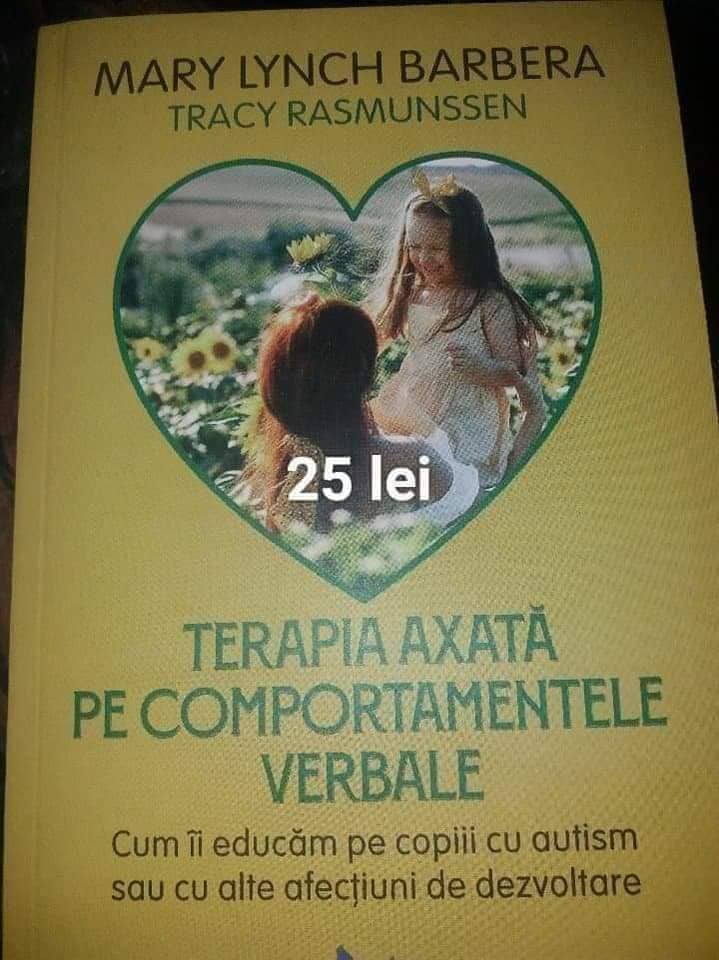 MARY LYNCH BARBERA
TRACY RASMUNSSEN
25 lei
TERAPIA AXATĂ
PE COMPORTAMENTELE
VERBALE
Cum îi educăm pe copiii cu autism
sau cu alte afecțiuni de dezvoltare